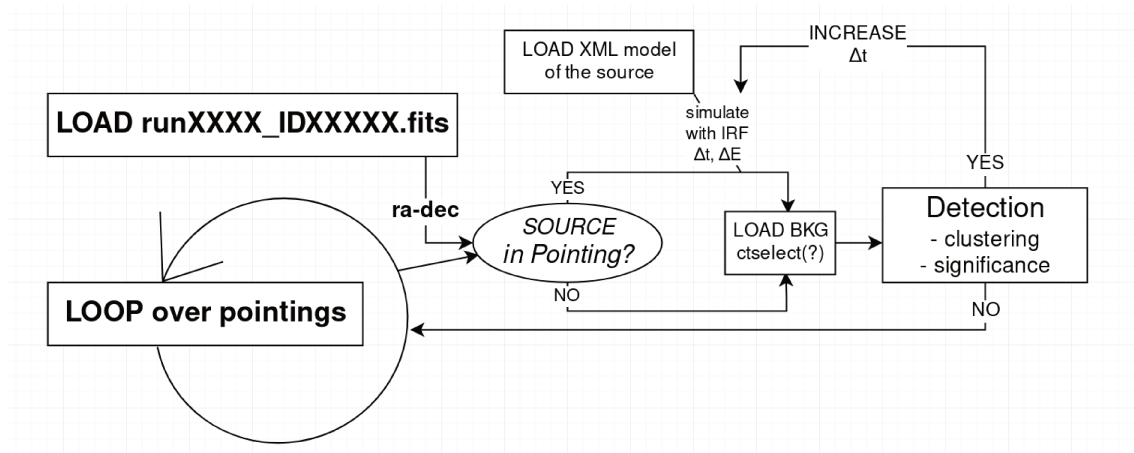 LOAD XML model
of the source
INCREASE
Δt
LOAD runXXXX_IDXXXXX.fits
simulate
with IRF
Δt, ΔE
YES
YES
ra-dec
SOURCE
in Pointing?
LOAD BKG
ctselect(?)
Detection
- clustering
- significance
NO
NO
LOOP over pointings